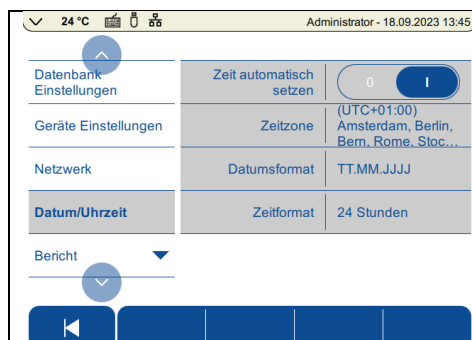 24 °C
Administrator - 18.09.2023 13:45
Datenbank
Einstellungen
Zeit automatisch
setzen
0
I
Geräte Einstellungen
Zeitzone
(UTC+01:00)
Amsterdam, Berlin,
Bern, Rome, Stoc...
Netzwerk
Datumsformat
TT.MM.JJJJ
Datum/Uhrzeit
Zeitformat
24 Stunden
Bericht